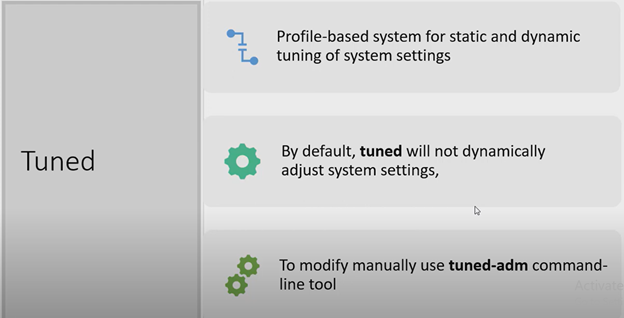 Tuned
Profile-based system for static and dynamic
tuning of system settings
By default, tuned will not dynamically
adjust system settings,
To modify manually use tuned-adm command-
line tool
Activate